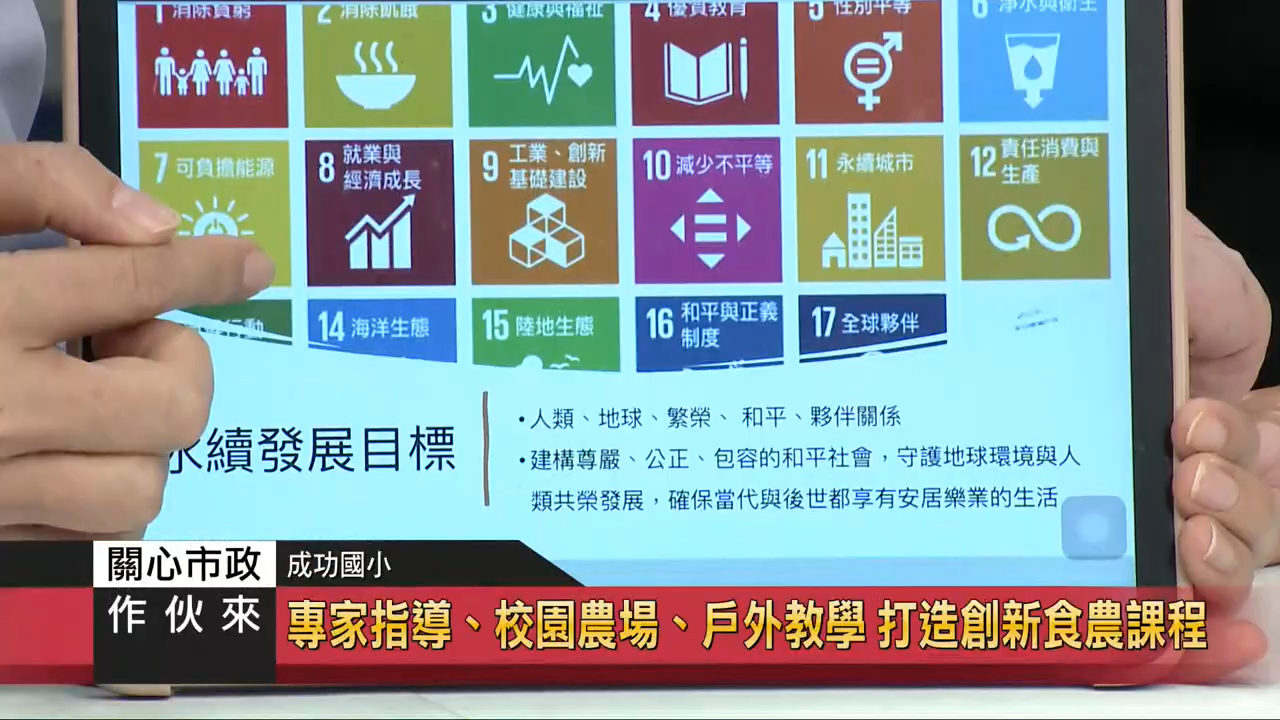 1 消除貧窮
2 消除飢餓
3 健康與福祉
4 優質教育
5 性別平等
6 淨水與衛生
7 可負擔能源
8 就業與
經濟成長
9 工業、創新
基礎建設
10 減少不平等
11 永續城市
12 責任消費與
生產
行動
14 海洋生態
15 陸地生態
16 和平與正義
制度
17 全球夥伴
永續發展目標
•人類、地球、繁榮、 和平、夥伴關係
•建構尊嚴、公正、包容的和平社會，守護地球環境與人
類共榮發展，確保當代與後世都享有安居樂業的生活
關心市政
作伙來
成功國小
專家指導、校園農場、戶外教學 打造創新食農課程